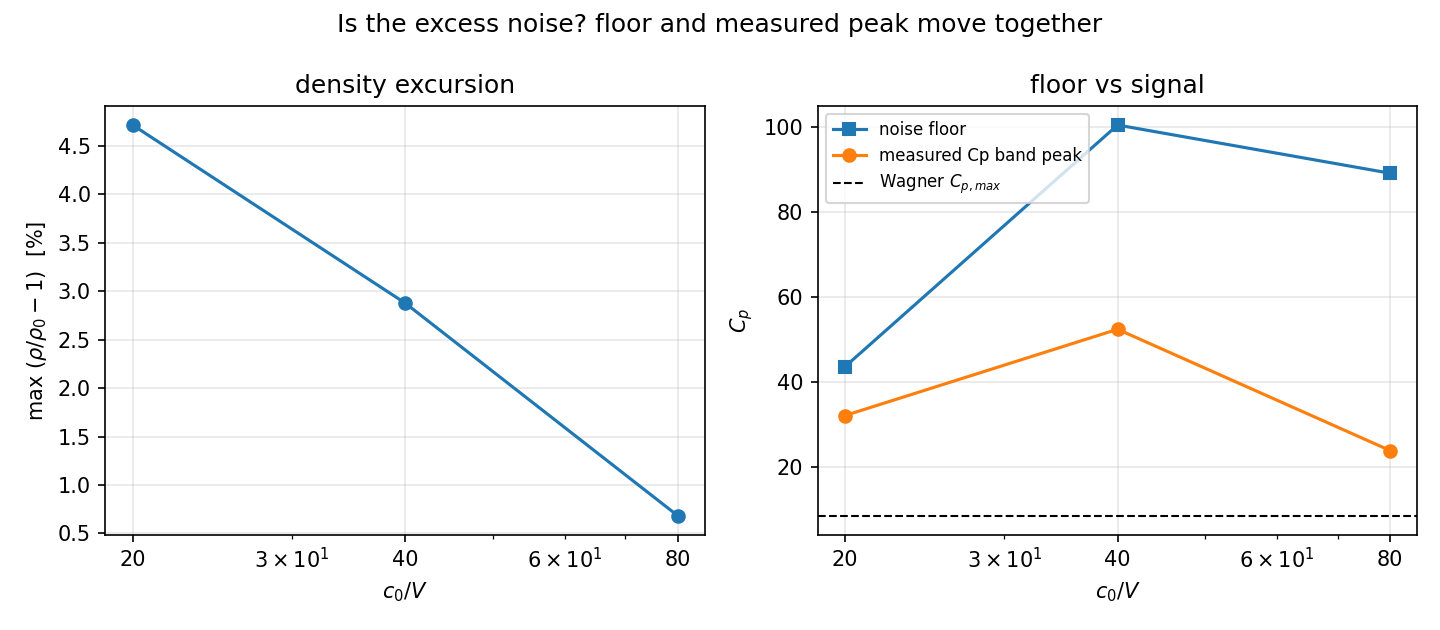 Is the excess noise? floor and measured peak move together
density excursion
max (ρ/ρ₀ − 1) [%]
4.5
4.0
3.5
3.0
2.5
2.0
1.5
1.0
0.5
20
3 × 10¹
40
6 × 10¹
80
c₀/V
floor vs signal
noise floor
measured Cp band peak
Wagner Cₚ,ₘₐₓ
Cₚ
100
80
60
40
20
20
3 × 10¹
40
6 × 10¹
80
c₀/V